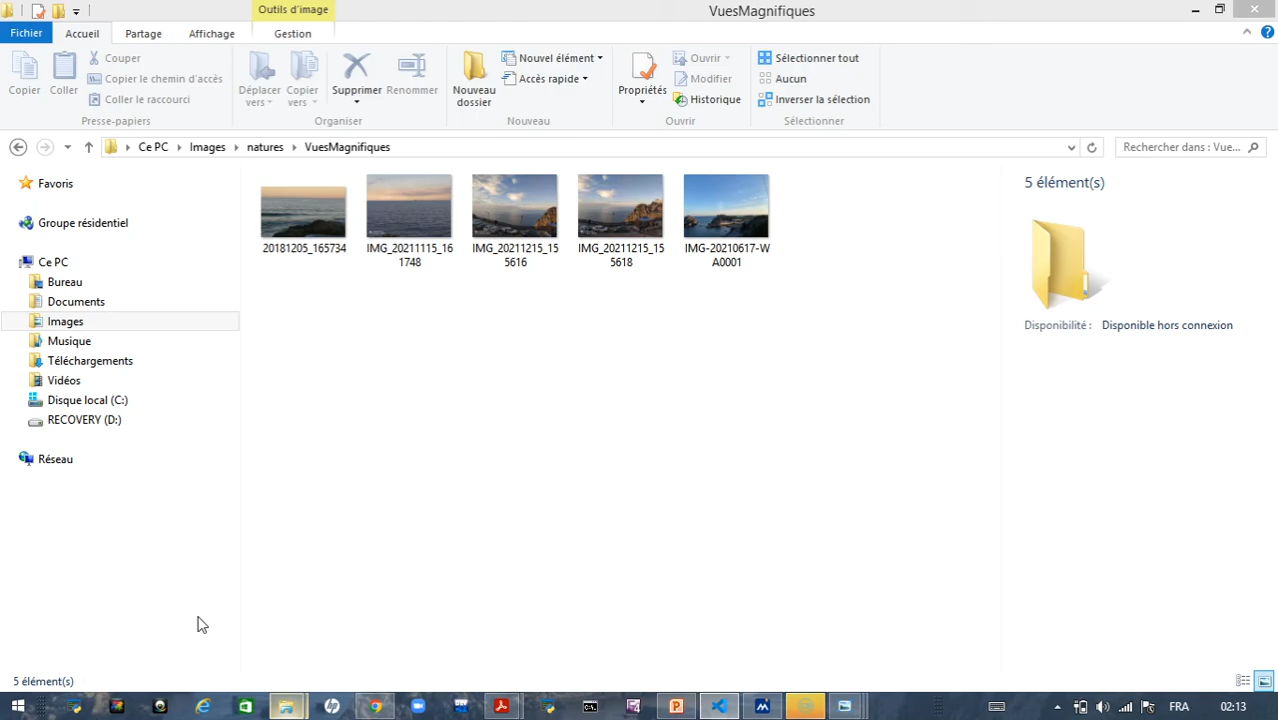 Outils d'image
VuesMagnifiques
Fichier
Accueil
Partage
Affichage
Gestion
Copier
Coller
Couper
Copier le chemin d'accès
Coller le raccourci
Presse-papiers
Déplacer
vers
Copier
vers
Supprimer
Renommer
Organiser
Nouveau
dossier
Nouvel élément
Accès rapide
Nouveau
Propriétés
Ouvrir
Modifier
Historique
Ouvrir
Sélectionner tout
Aucun
Inverser la sélection
Sélectionner
Ce PC
Images
natures
VuesMagnifiques
Rechercher dans : Vue...
Favoris
Groupe résidentiel
Ce PC
Bureau
Documents
Images
Musique
Téléchargements
Vidéos
Disque local (C:)
RECOVERY (D:)
Réseau
20181205_165734
IMG_20211115_16
1748
IMG_20211215_15
5616
IMG_20211215_15
5618
IMG-20210617-W
A0001
5 élément(s)
Disponibilité : Disponible hors connexion
5 élément(s)
FRA
02:13